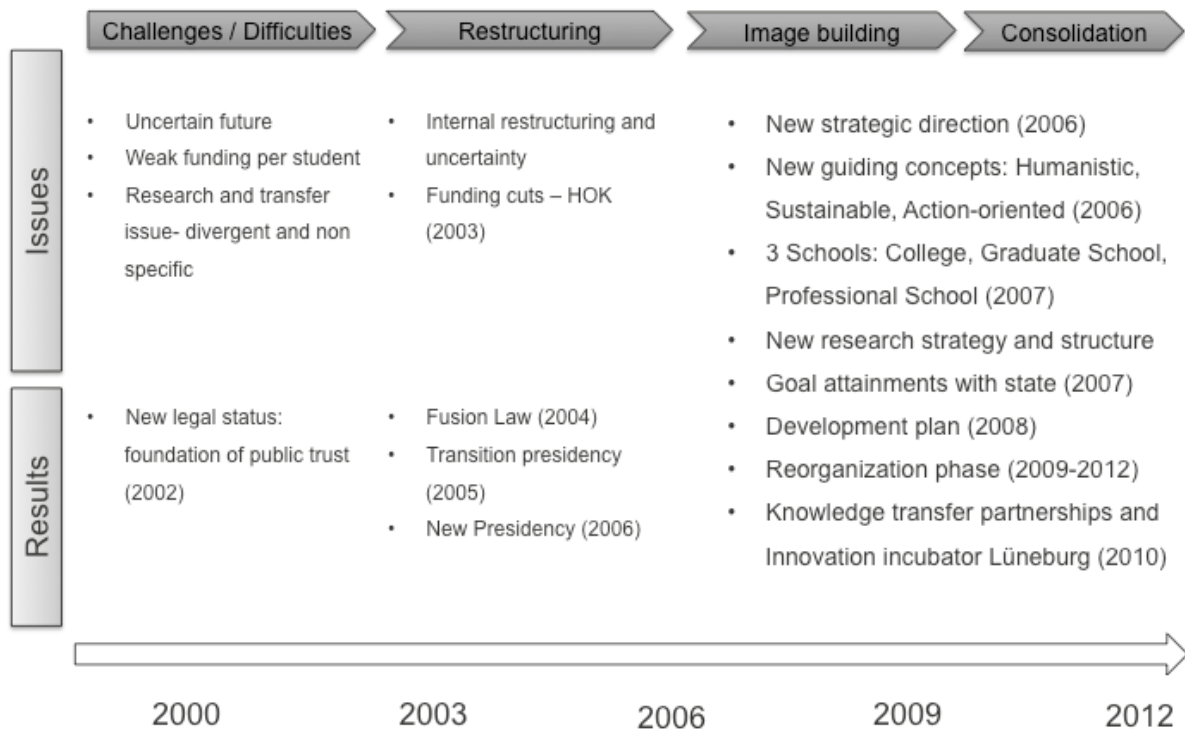 Challenges / Difficulties
Restructuring
Image building
Consolidation
Issues
• Uncertain future
• Weak funding per student
• Research and transfer
issue- divergent and non
specific
• Internal restructuring and
uncertainty
• Funding cuts – HOK
(2003)
• New strategic direction (2006)
• New guiding concepts: Humanistic,
Sustainable, Action-oriented (2006)
• 3 Schools: College, Graduate School,
Professional School (2007)
• New research strategy and structure
• Goal attainments with state (2007)
• Development plan (2008)
• Reorganization phase (2009-2012)
• Knowledge transfer partnerships and
Innovation incubator Lüneburg (2010)
Results
• New legal status:
foundation of public trust
(2002)
• Fusion Law (2004)
• Transition presidency
(2005)
• New Presidency (2006)
2000
2003
2006
2009
2012